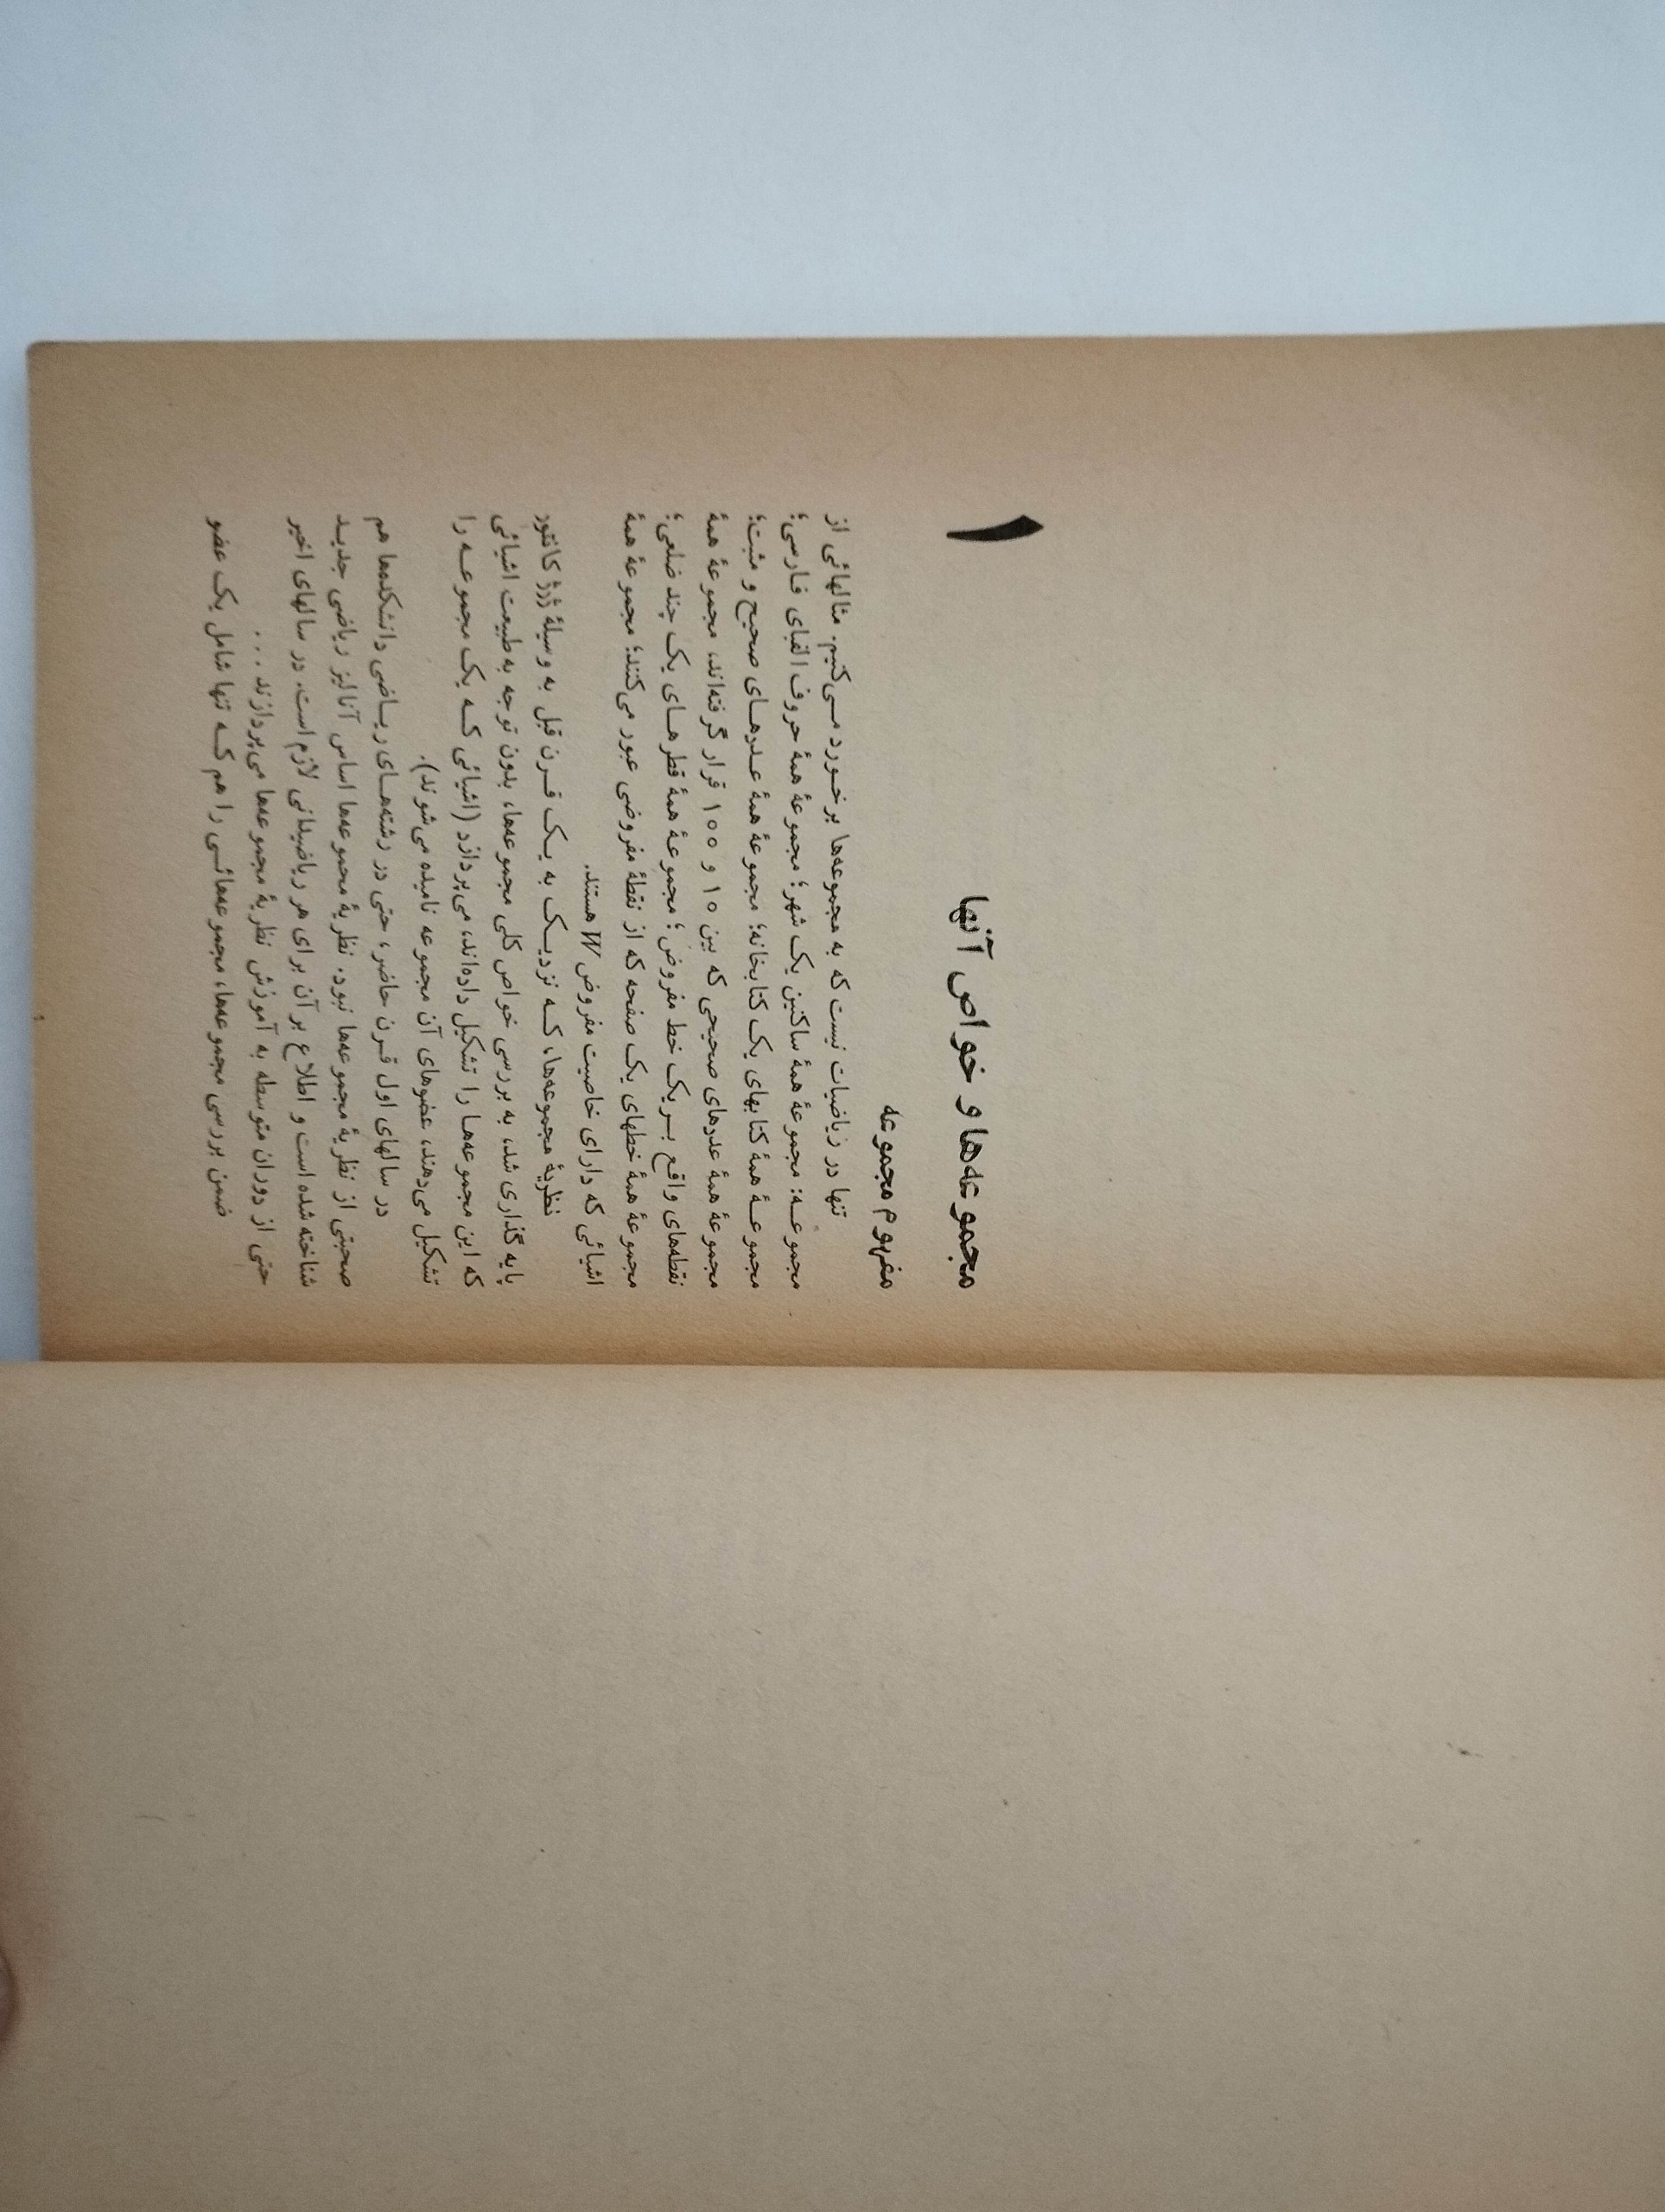 ۱
مجموعه‌ها و خواص آنها
مفهوم مجموعه
تنها در ریاضیات نیست که به مجموعه‌ها برخورد می‌کنیم. مثالهائی از
مجموعه: مجموعهٔ همهٔ ساکنین یک شهر؛ مجموعهٔ همهٔ حروف الفبای فارسی؛
مجموعهٔ همهٔ کتابهای یک کتابخانه؛ مجموعهٔ همهٔ عددهای صحیح و مثبت؛
مجموعهٔ همهٔ عددهای صحیحی که بین ۱۰ و ۱۰۰ قرار گرفته‌اند، مجموعهٔ همهٔ
نقطه‌های واقع بر یک خط مفروض؛ مجموعهٔ همهٔ قطرهای یک چند ضلعی؛
مجموعهٔ همهٔ خطهای یک صفحه که از نقطهٔ مفروضی عبور می‌کنند؛ مجموعهٔ همهٔ
اشیائی که دارای خاصیت مفروض W هستند.
نظریهٔ مجموعه‌ها، که نزدیک به یک قرن قبل به وسیلهٔ ژرژ کانتور
پایه گذاری شد، به بررسی خواص کلی مجموعه‌ها، بدون توجه به طبیعت اشیائی
که این مجموعه‌ها را تشکیل داده‌اند، می‌پردازد (اشیائی که یک مجموعه را
تشکیل می‌دهند، عضوهای آن مجموعه نامیده می‌شوند).
در سالهای اول قرن حاضر، حتی در رشته‌های ریاضی دانشکده‌ها هم
صحبتی از نظریهٔ مجموعه‌ها نبود. نظریهٔ مجموعه‌ها اساس آنالیز ریاضی جدید
شناخته شده است و اطلاع بر آن برای هر ریاضیدانی لازم است. در سالهای اخیر
حتی از دوران متوسطه به آموزش نظریهٔ مجموعه‌ها می‌پردازند ...
ضمن بررسی مجموعه‌ها، مجموعه‌هائی را هم که تنها شامل یک عضو